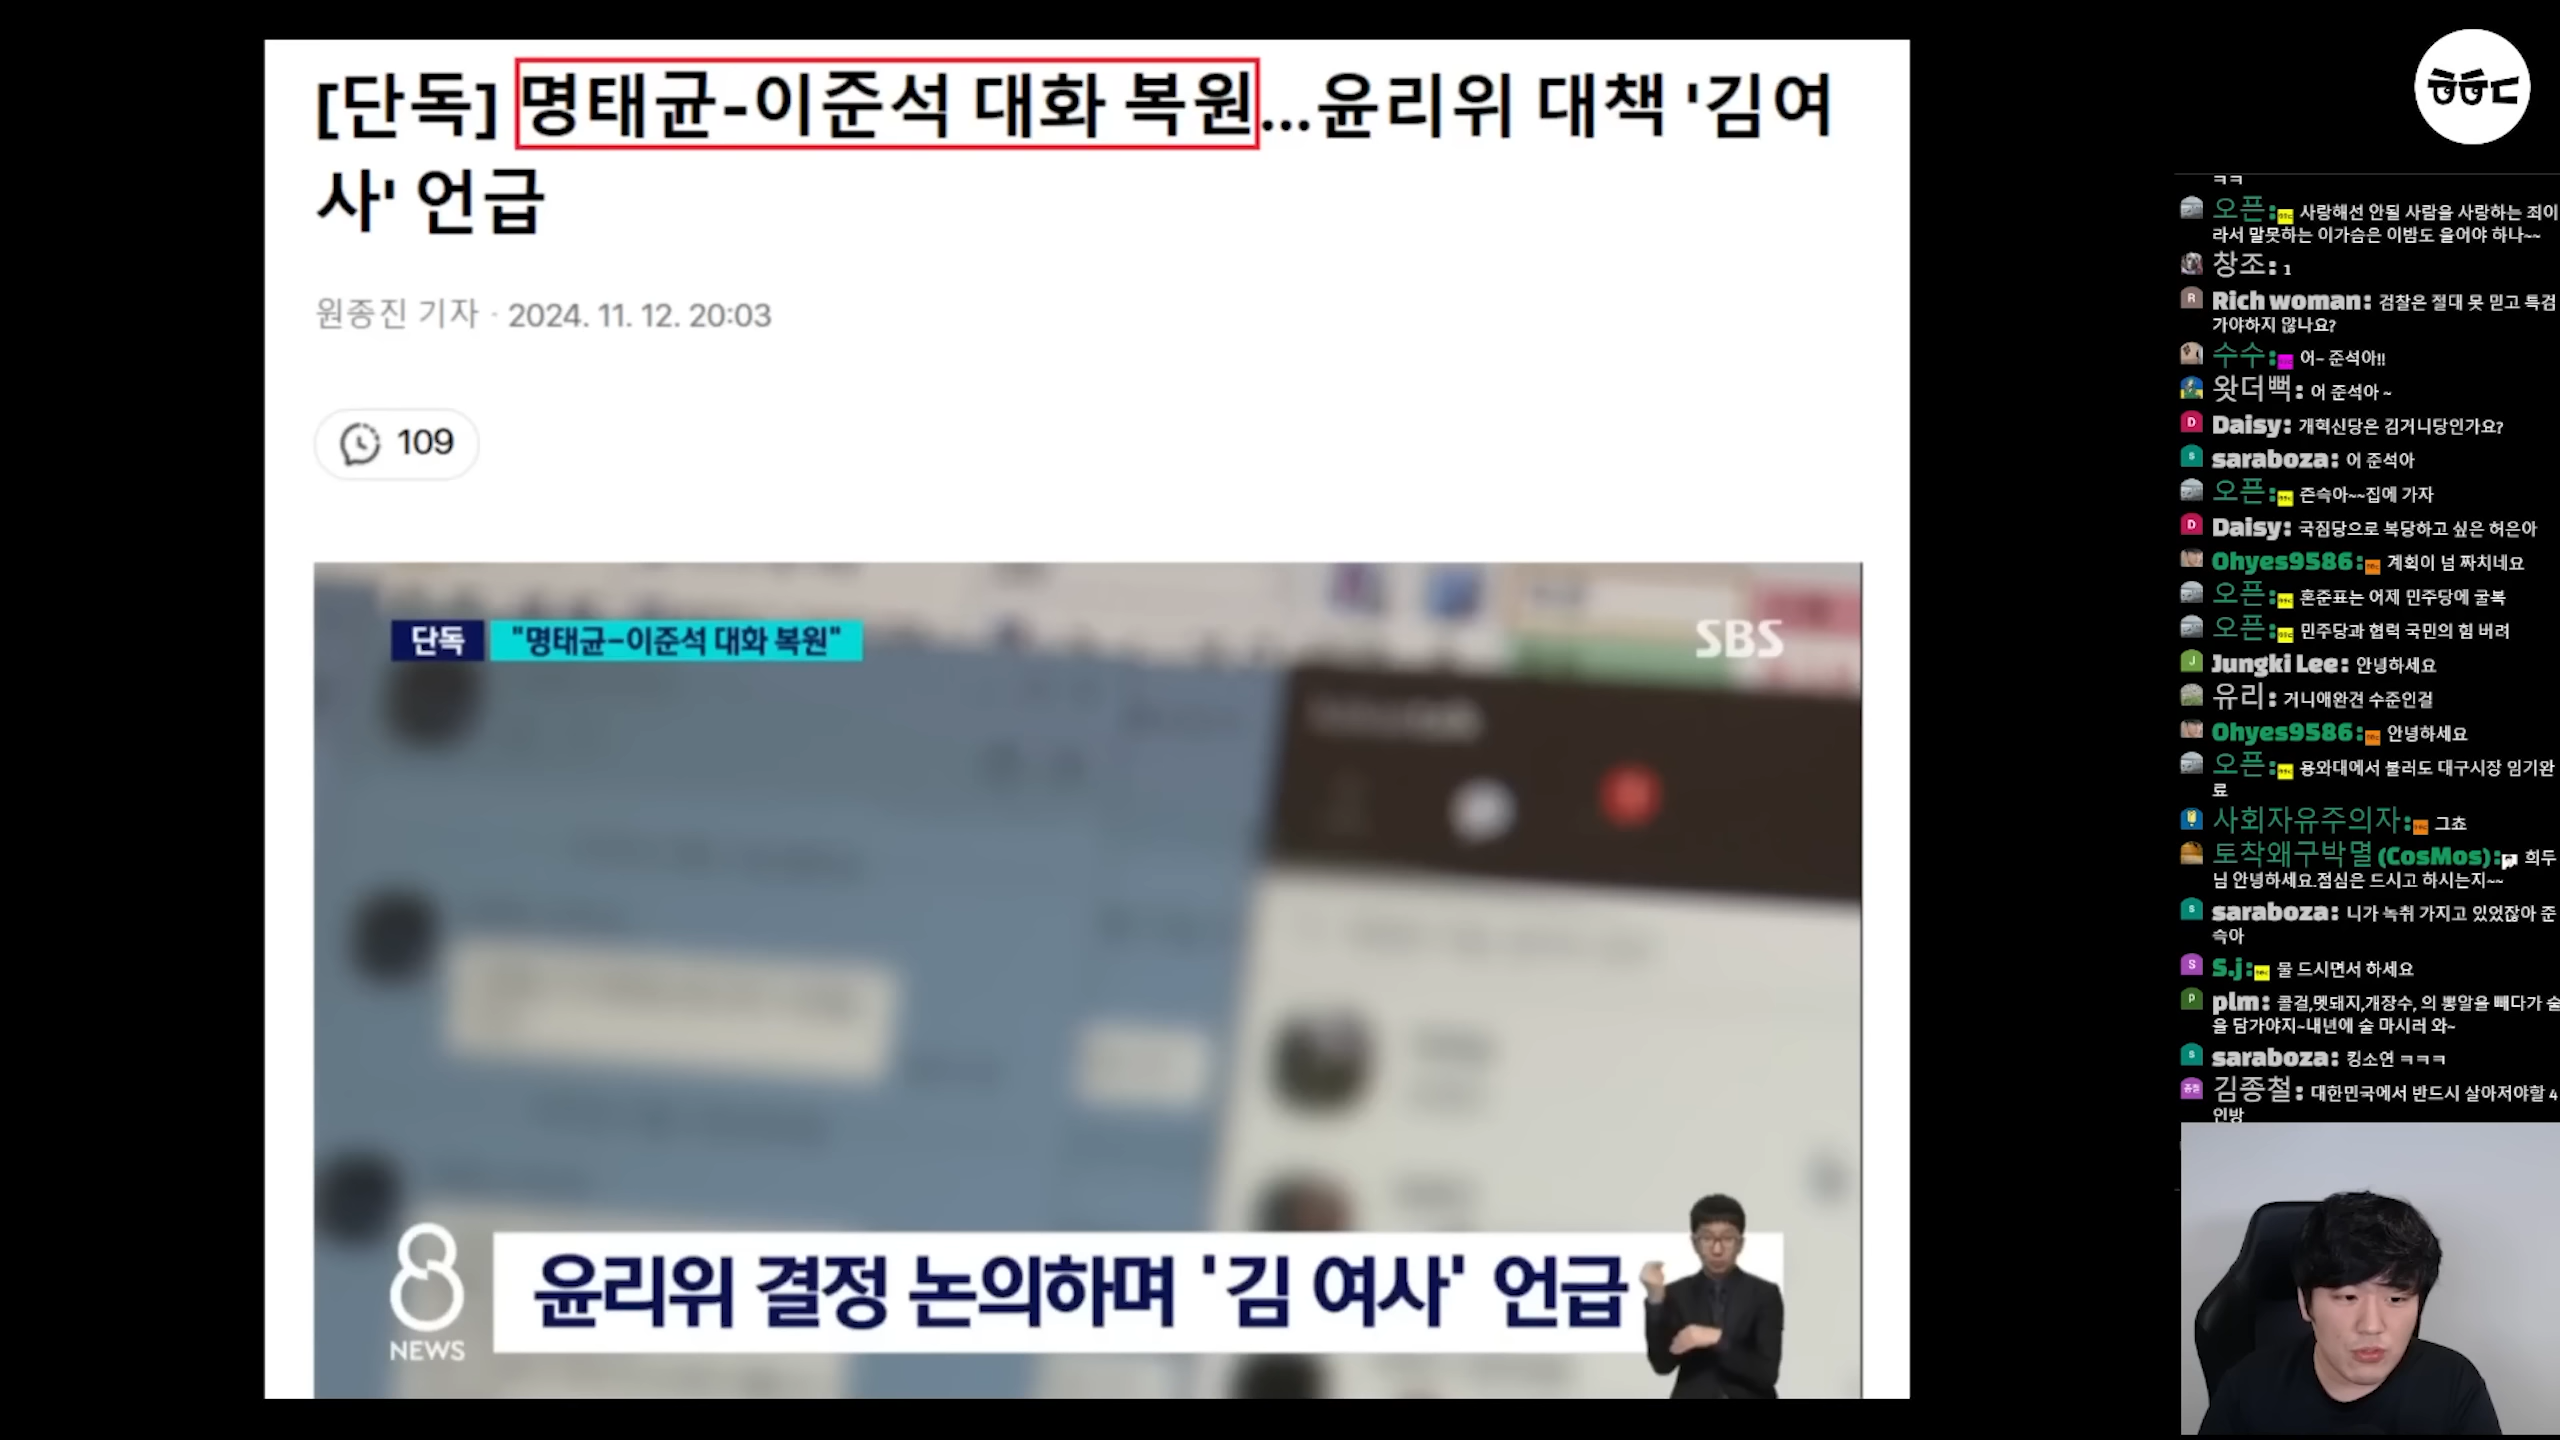 [단독] 명태균-이준석 대화 복원...윤리위 대책 '김여
사' 언급
원종진 기자 · 2024. 11. 12. 20:03
109
단독 "명태균-이준석 대화 복원"
SBS
8
NEWS
윤리위 결정 논의하며 '김 여사' 언급
ㅋㅋ
오픈: 사랑해선 안될 사람을 사랑하는 죄이
라서 말못하는 이가슴은 이밤도 울어야 하나~~
창조: 1
Rich woman: 검찰은 절대 못 믿고 특검
가야하지 않나요?
수수: 어~ 준석아!!
왓더뻑: 어 준석아 ~
Daisy: 개혁신당은 김거니당인가요?
saraboza: 어 준석아
오픈: 즌슥아~~집에 가자
Daisy: 국짐당으로 복당하고 싶은 허은아
Ohyes9586: 계획이 넘 짜치네요
오픈: 혼준표는 어제 민주당에 굴복
오픈: 민주당과 협력 국민의 힘 버려
Jungki Lee: 안녕하세요
유리: 거니애완견 수준인걸
Ohyes9586: 안녕하세요
오픈: 용와대에서 불러도 대구시장 임기완
료
사회자유주의자: 그쵸
토착왜구박멸 (CosMos): 희두
님 안녕하세요.점심은 드시고 하시는지~~
saraboza: 니가 녹취 가지고 있었잖아 준
슥아
S.j: 물 드시면서 하세요
plm: 콜걸,멧돼지,개장수, 의 뽕알을 빼다가 술
을 담가야지~내년에 술 마시러 와~
saraboza: 킹소연 ㅋㅋㅋ
김종철: 대한민국에서 반드시 살아저야할 4
인방